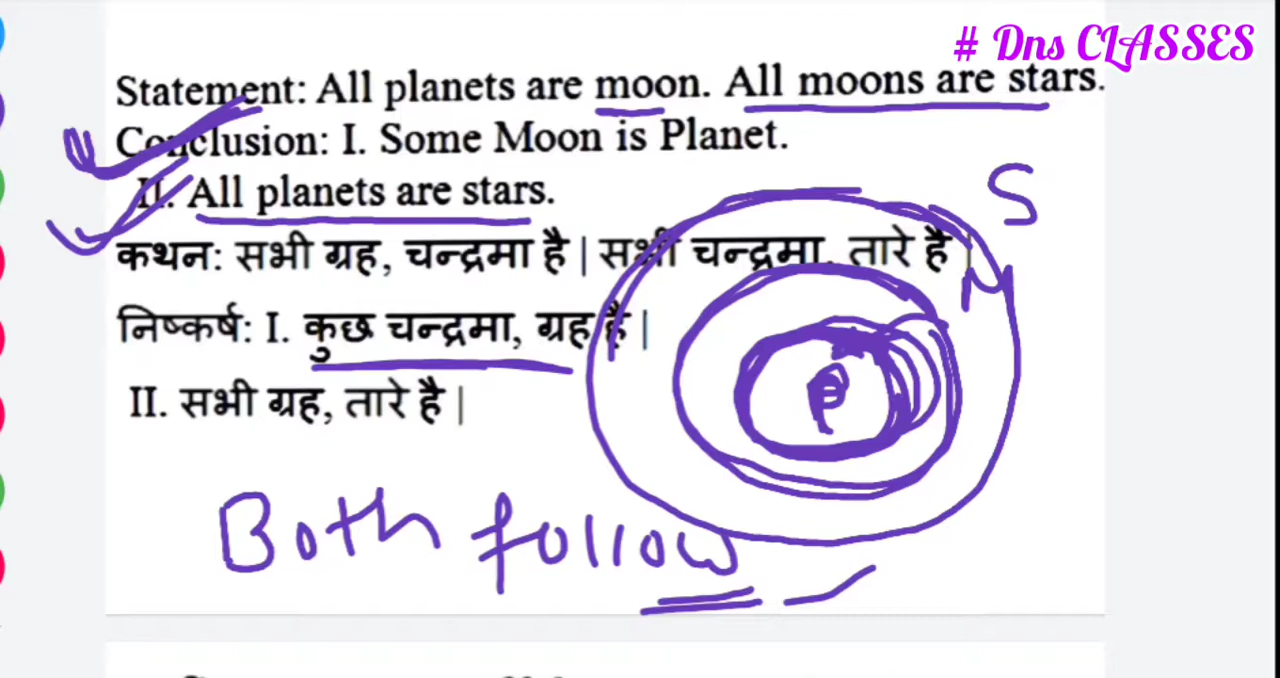 # Dns CLASSES
Statement: All planets are moon. All moons are stars.
Conclusion: I. Some Moon is Planet.
II. All planets are stars.
S
कथन: सभी ग्रह, चन्द्रमा है | सभी चन्द्रमा, तारे है |
M
निष्कर्ष: I. कुछ चन्द्रमा, ग्रह है |
P
II. सभी ग्रह, तारे है |
Both follow